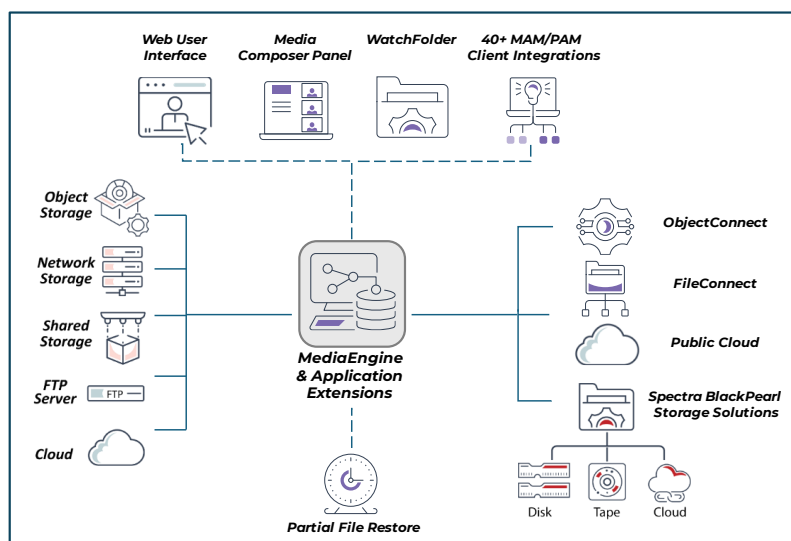 Web User
Interface
Media
Composer Panel
WatchFolder
40+ MAM/PAM
Client Integrations
Object
Storage
Network
Storage
Shared
Storage
FTP
Server
FTP
Cloud
MediaEngine
& Application
Extensions
Partial File Restore
ObjectConnect
FileConnect
Public Cloud
Spectra BlackPearl
Storage Solutions
Disk
Tape
Cloud